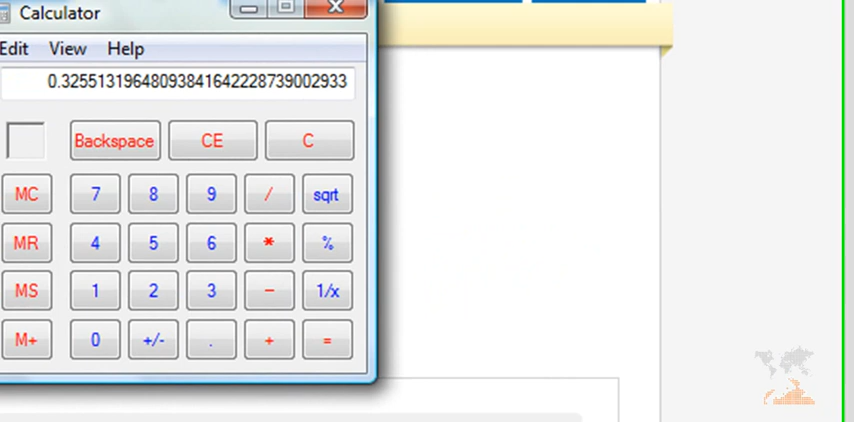 Calculator
Edit View Help
0.32551319648093841642228739002933
Backspace CE C
MC 7 8 9 / sqrt
MR 4 5 6 * %
MS 1 2 3 - 1/x
M+ 0 +/- . + =